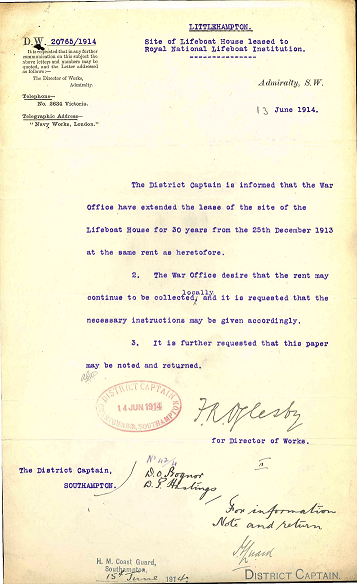 LITTLEHAMPTON.
D.W. 20765/1914
It is requested that in any further
communication on this subject the
above letters and numbers may be
quoted, and the Letter addressed
as follows:—
The Director of Works,
Admiralty.
Telephone—
No. 3634 Victoria.
Telegraphic Address—
"Navy Works, London."
Site of Lifeboat House leased to
Royal National Lifeboat Institution.
Admiralty, S.W.
13 June 1914.
The District Captain is informed that the War
Office have extended the lease of the site of the
Lifeboat House for 30 years from the 25th December 1913
at the same rent as heretofore.
2. The War Office desire that the rent may
locally
continue to be collected, and it is requested that the
necessary instructions may be given accordingly.
3. It is further requested that this paper
may be noted and returned.
DISTRICT CAPTAIN
14 JUN 1914
COASTGUARD, SOUTHAMPTON
F.R. Oglesby
for Director of Works.
The District Captain,
SOUTHAMPTON.
D.O. Bognor
D.O. Hastings
II
For information
Note and return
DISTRICT CAPTAIN.
H. M. Coast Guard,
Southampton,
15th June 1914.